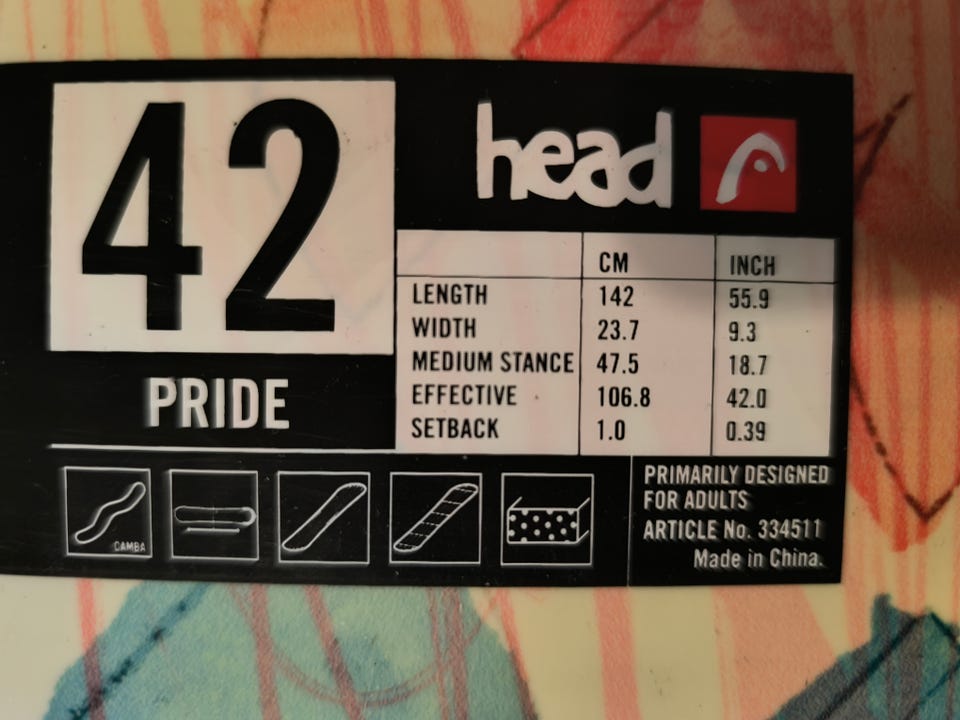 42
PRIDE
head
CM INCH
LENGTH 142 55.9
WIDTH 23.7 9.3
MEDIUM STANCE 47.5 18.7
EFFECTIVE 106.8 42.0
SETBACK 1.0 0.39
CAMBA
PRIMARILY DESIGNED
FOR ADULTS
ARTICLE No. 334511
Made in China.